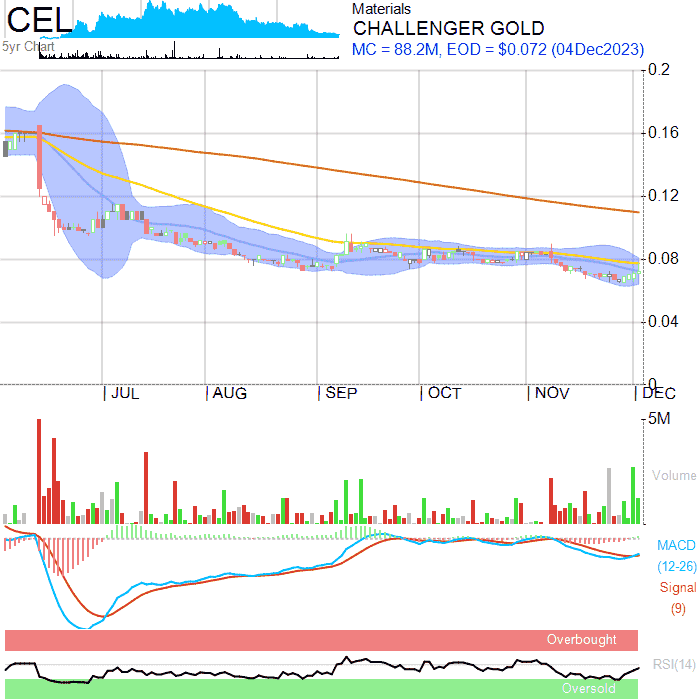 CEL
5yr Chart
Materials
CHALLENGER GOLD
MC = 88.2M, EOD = $0.072 (04Dec2023)
0.2
0.16
0.12
0.08
0.04
0
JUL AUG SEP OCT NOV DEC
5M
Volume
MACD
(12-26)
Signal
(9)
Overbought
RSI(14)
Oversold